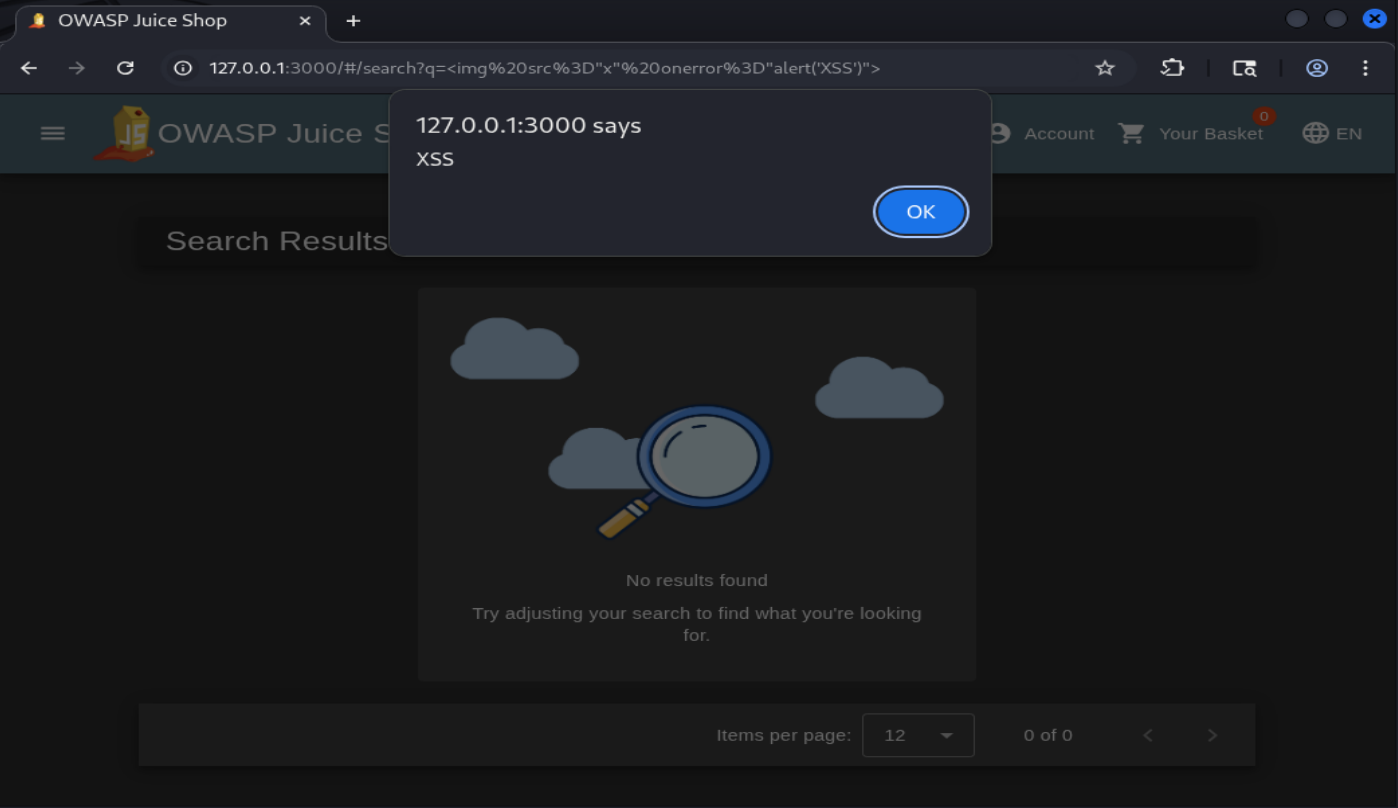 OWASP Juice Shop
127.0.0.1:3000/#/search?q=<img%20src%3D"x"%20onerror%3D"alert('XSS')">
127.0.0.1:3000 says
XSS
OK
JS OWASP Juice S
Account Your Basket 0 EN
Search Results
No results found
Try adjusting your search to find what you're looking
for.
Items per page: 12 0 of 0